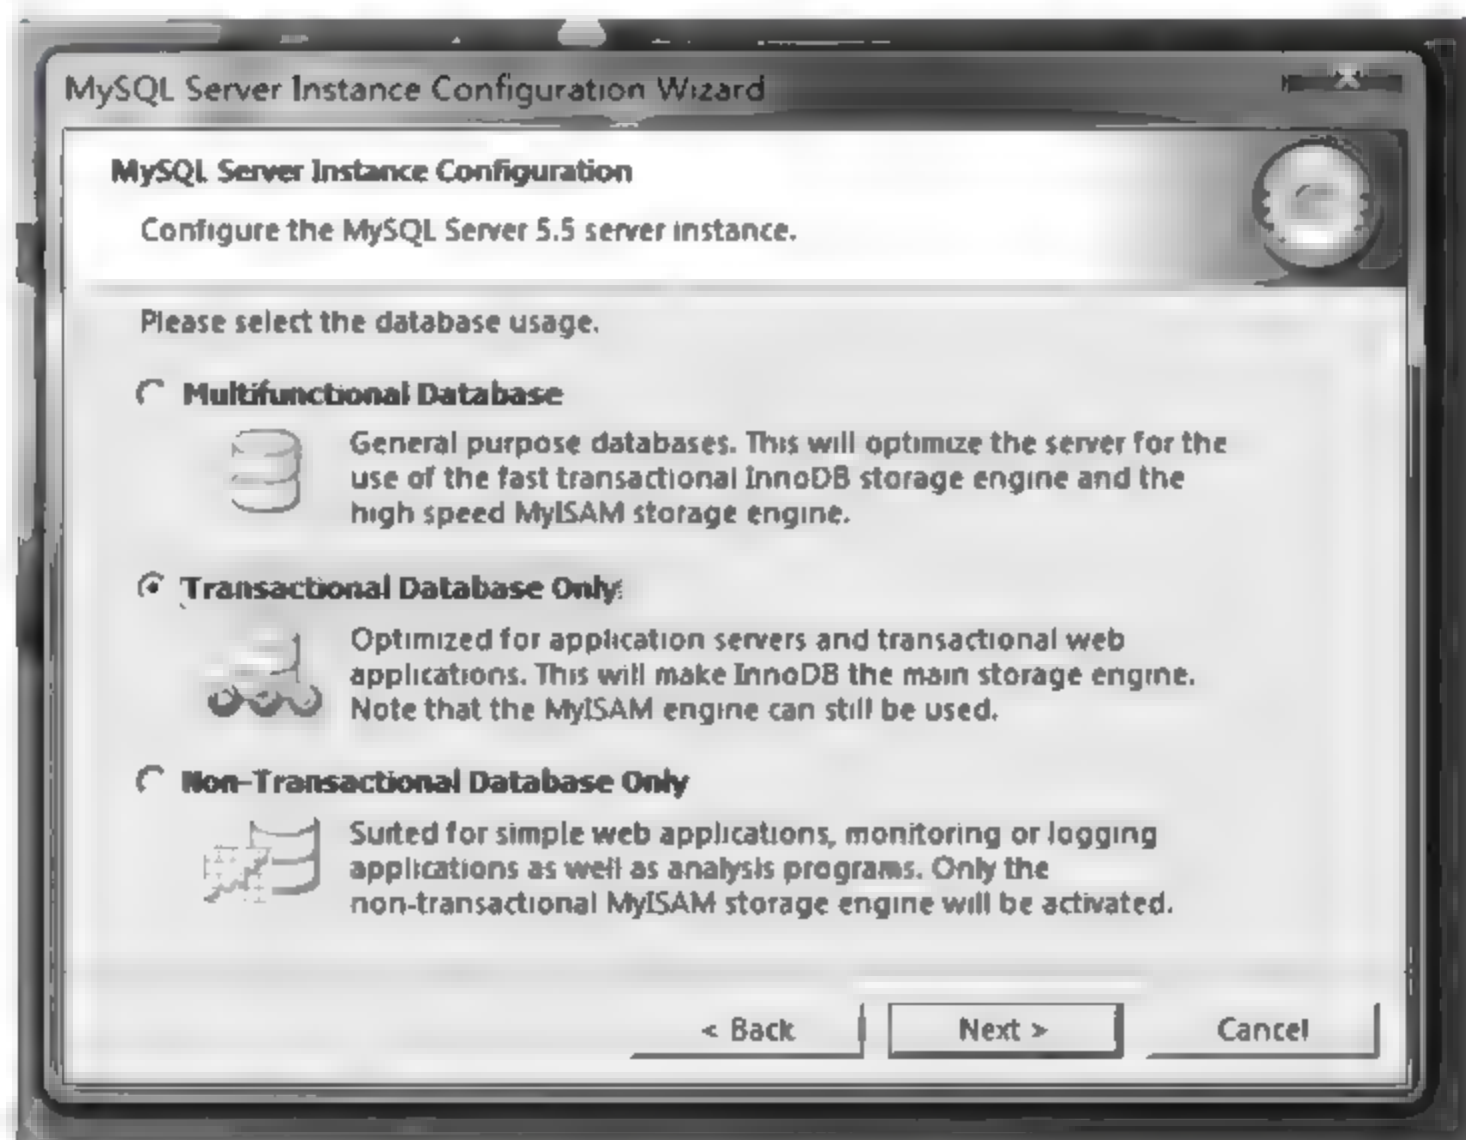 MySQL Server Instance Configuration Wizard
MySQL Server Instance Configuration
Configure the MySQL Server 5.5 server instance.
Please select the database usage.
Multifunctional Database
General purpose databases. This will optimize the server for the
use of the fast transactional InnoDB storage engine and the
high speed MyISAM storage engine.
Transactional Database Only
Optimized for application servers and transactional web
applications. This will make InnoDB the main storage engine.
Note that the MyISAM engine can still be used.
Non-Transactional Database Only
Suited for simple web applications, monitoring or logging
applications as well as analysis programs. Only the
non-transactional MyISAM storage engine will be activated.
< Back
Next >
Cancel